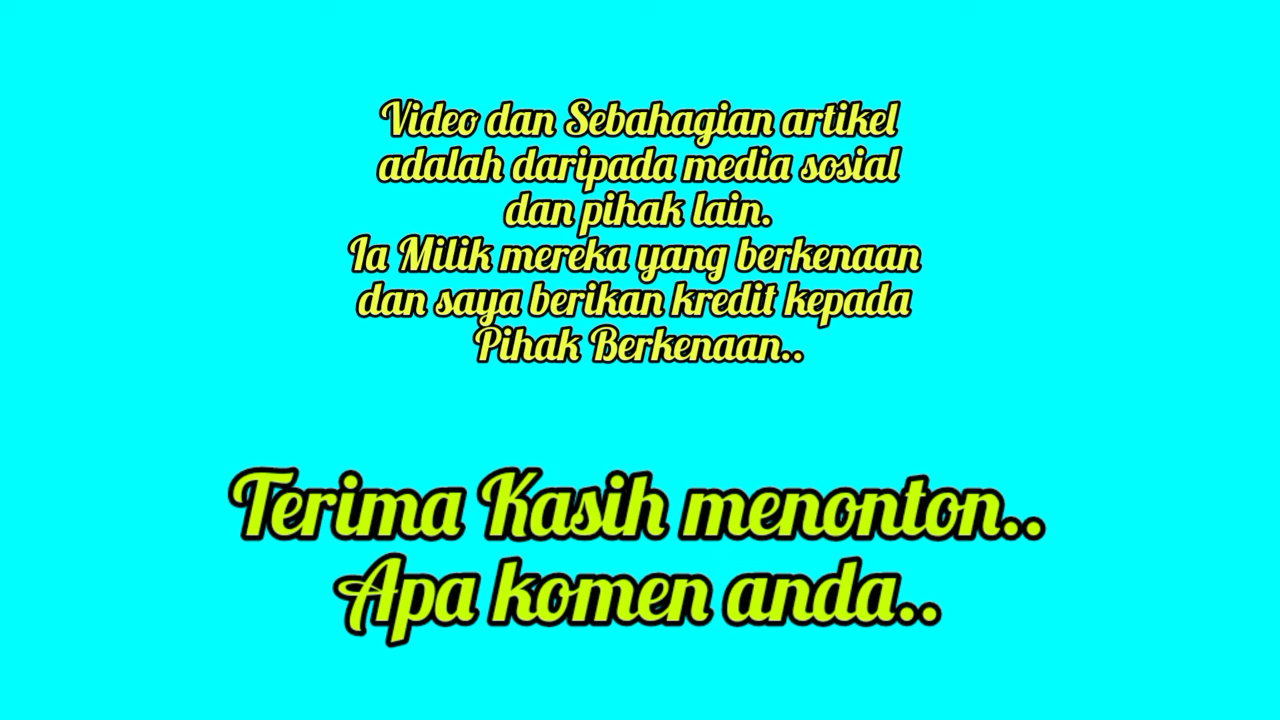 Video dan Sebahagian artikel
adalah daripada media sosial
dan pihak lain.
Ia Milik mereka yang berkenaan
dan saya berikan kredit kepada
Pihak Berkenaan..
Terima Kasih menonton..
Apa komen anda..